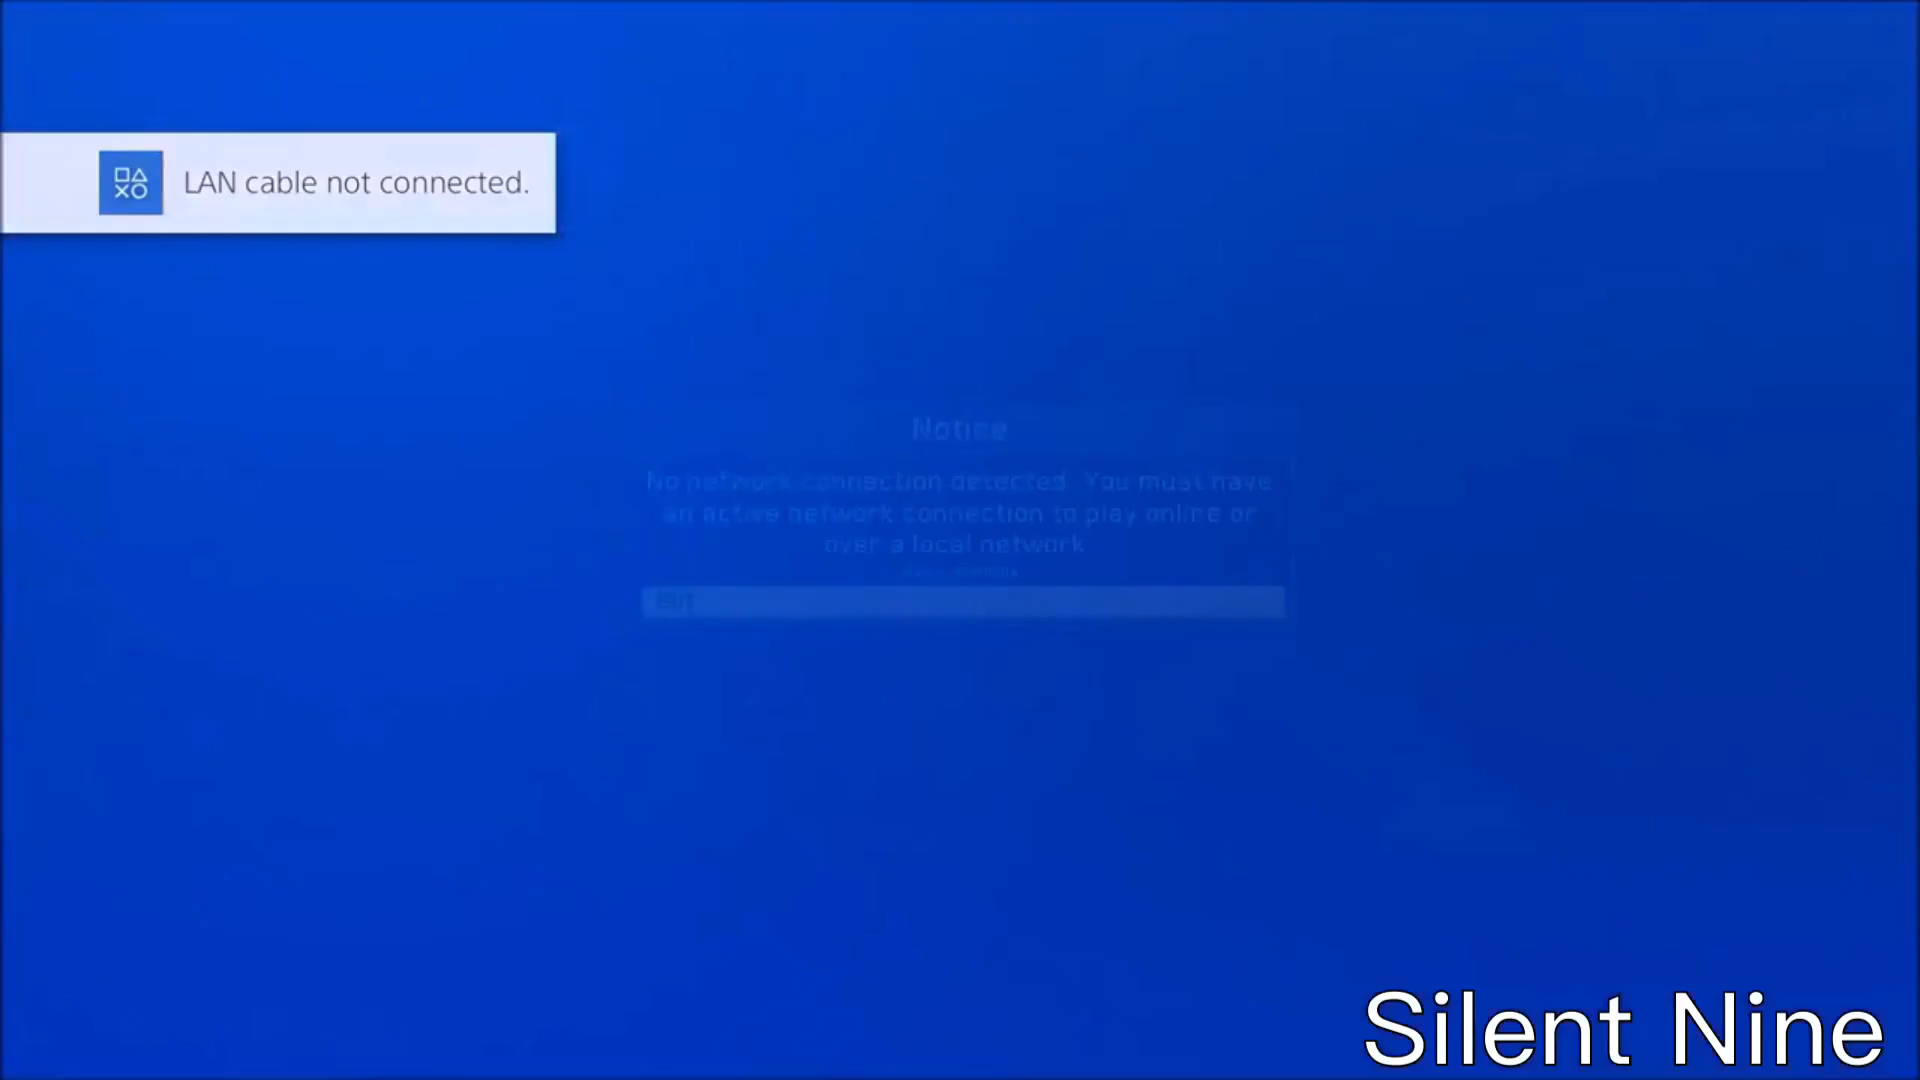 LAN cable not connected.
Notice
No network connection detected. You must have
an active network connection to play online or
over a local network
EXIT
Silent Nine